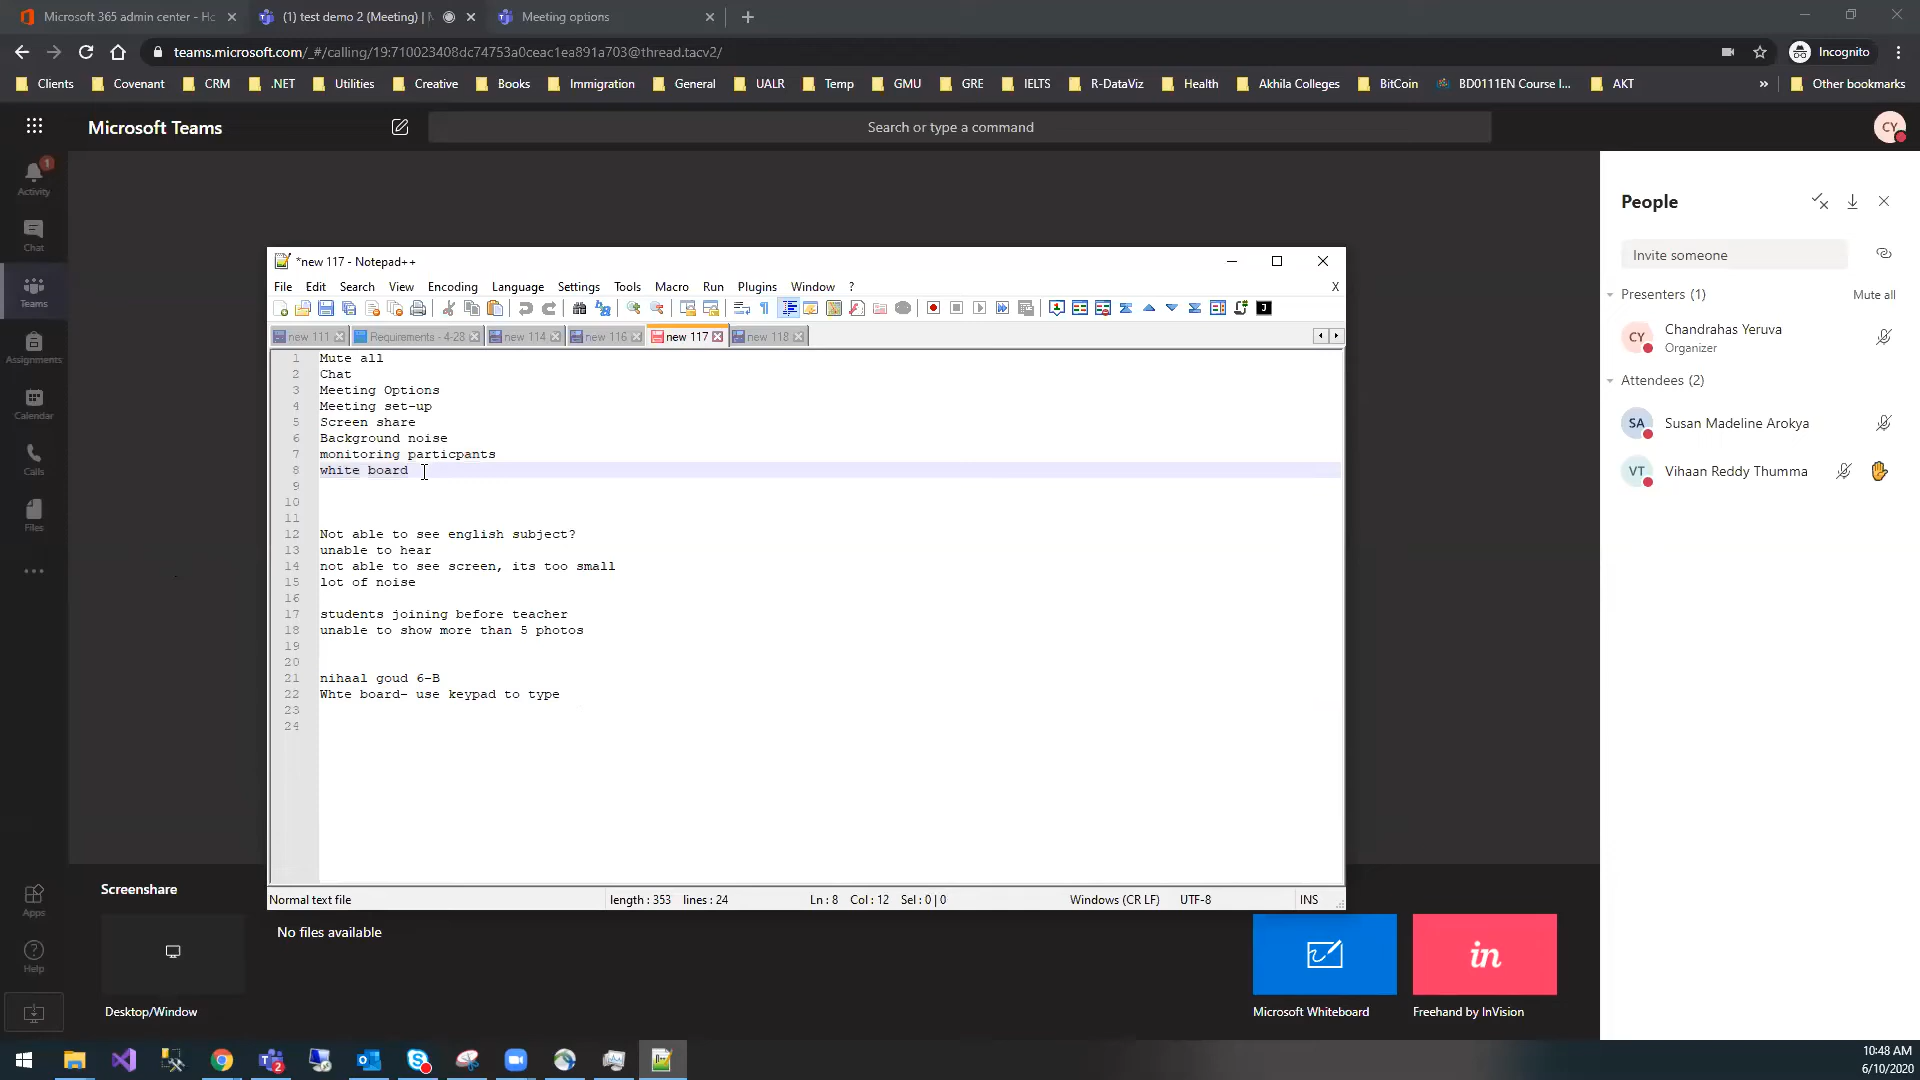 Microsoft 365 admin center - Hc
(1) test demo 2 (Meeting) |
Meeting options
teams.microsoft.com/_#/calling/19:710023408dc74753a0ceac1ea891a703@thread.tacv2/
Incognito
Clients
Covenant
CRM
.NET
Utilities
Creative
Books
Immigration
General
UALR
Temp
GMU
GRE
IELTS
R-DataViz
Health
Akhila Colleges
BitCoin
BD0111EN Course I...
AKT
»
Other bookmarks
Microsoft Teams
Search or type a command
CY
1
Activity
Chat
Teams
Assignments
Calendar
Calls
Files
Apps
Help
*new 117 - Notepad++
File Edit Search View Encoding Language Settings Tools Macro Run Plugins Window ? X
new 111
Requirements - 4-28
new 114
new 116
new 117
new 118
1 Mute all
2 Chat
3 Meeting Options
4 Meeting set-up
5 Screen share
6 Background noise
7 monitoring particpants
8 white board
9
10
11
12 Not able to see english subject?
13 unable to hear
14 not able to see screen, its too small
15 lot of noise
16
17 students joining before teacher
18 unable to show more than 5 photos
19
20
21 nihaal goud 6-B
22 Whte board- use keypad to type
23
24
Normal text file
length : 353 lines : 24
Ln : 8 Col : 12 Sel : 0 | 0
Windows (CR LF)
UTF-8
INS
People
Invite someone
Presenters (1)
Mute all
CY
Chandrahas Yeruva
Organizer
Attendees (2)
SA
Susan Madeline Arokya
VT
Vihaan Reddy Thumma
Screenshare
Desktop/Window
No files available
Microsoft Whiteboard
in
Freehand by InVision
2
10:48 AM
6/10/2020